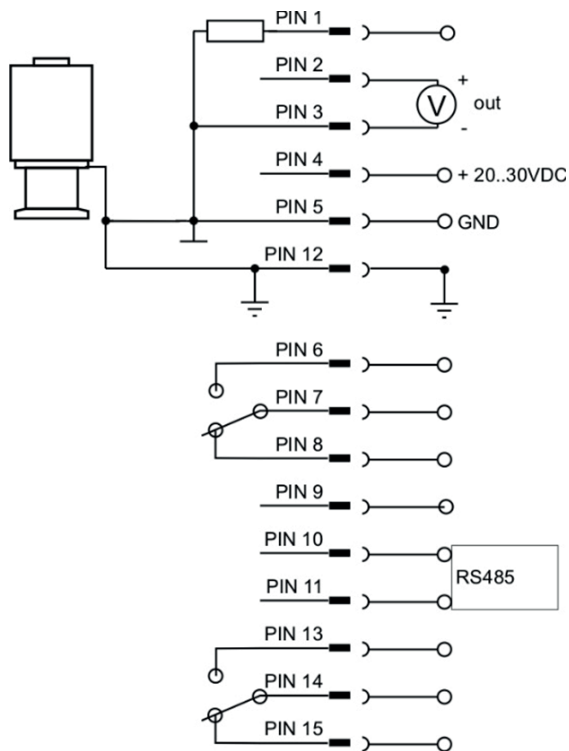 PIN 1
PIN 2
+
V
out
PIN 3
-
PIN 4
+ 20..30VDC
PIN 5
GND
PIN 12
PIN 6
PIN 7
PIN 8
PIN 9
PIN 10
RS485
PIN 11
PIN 13
PIN 14
PIN 15